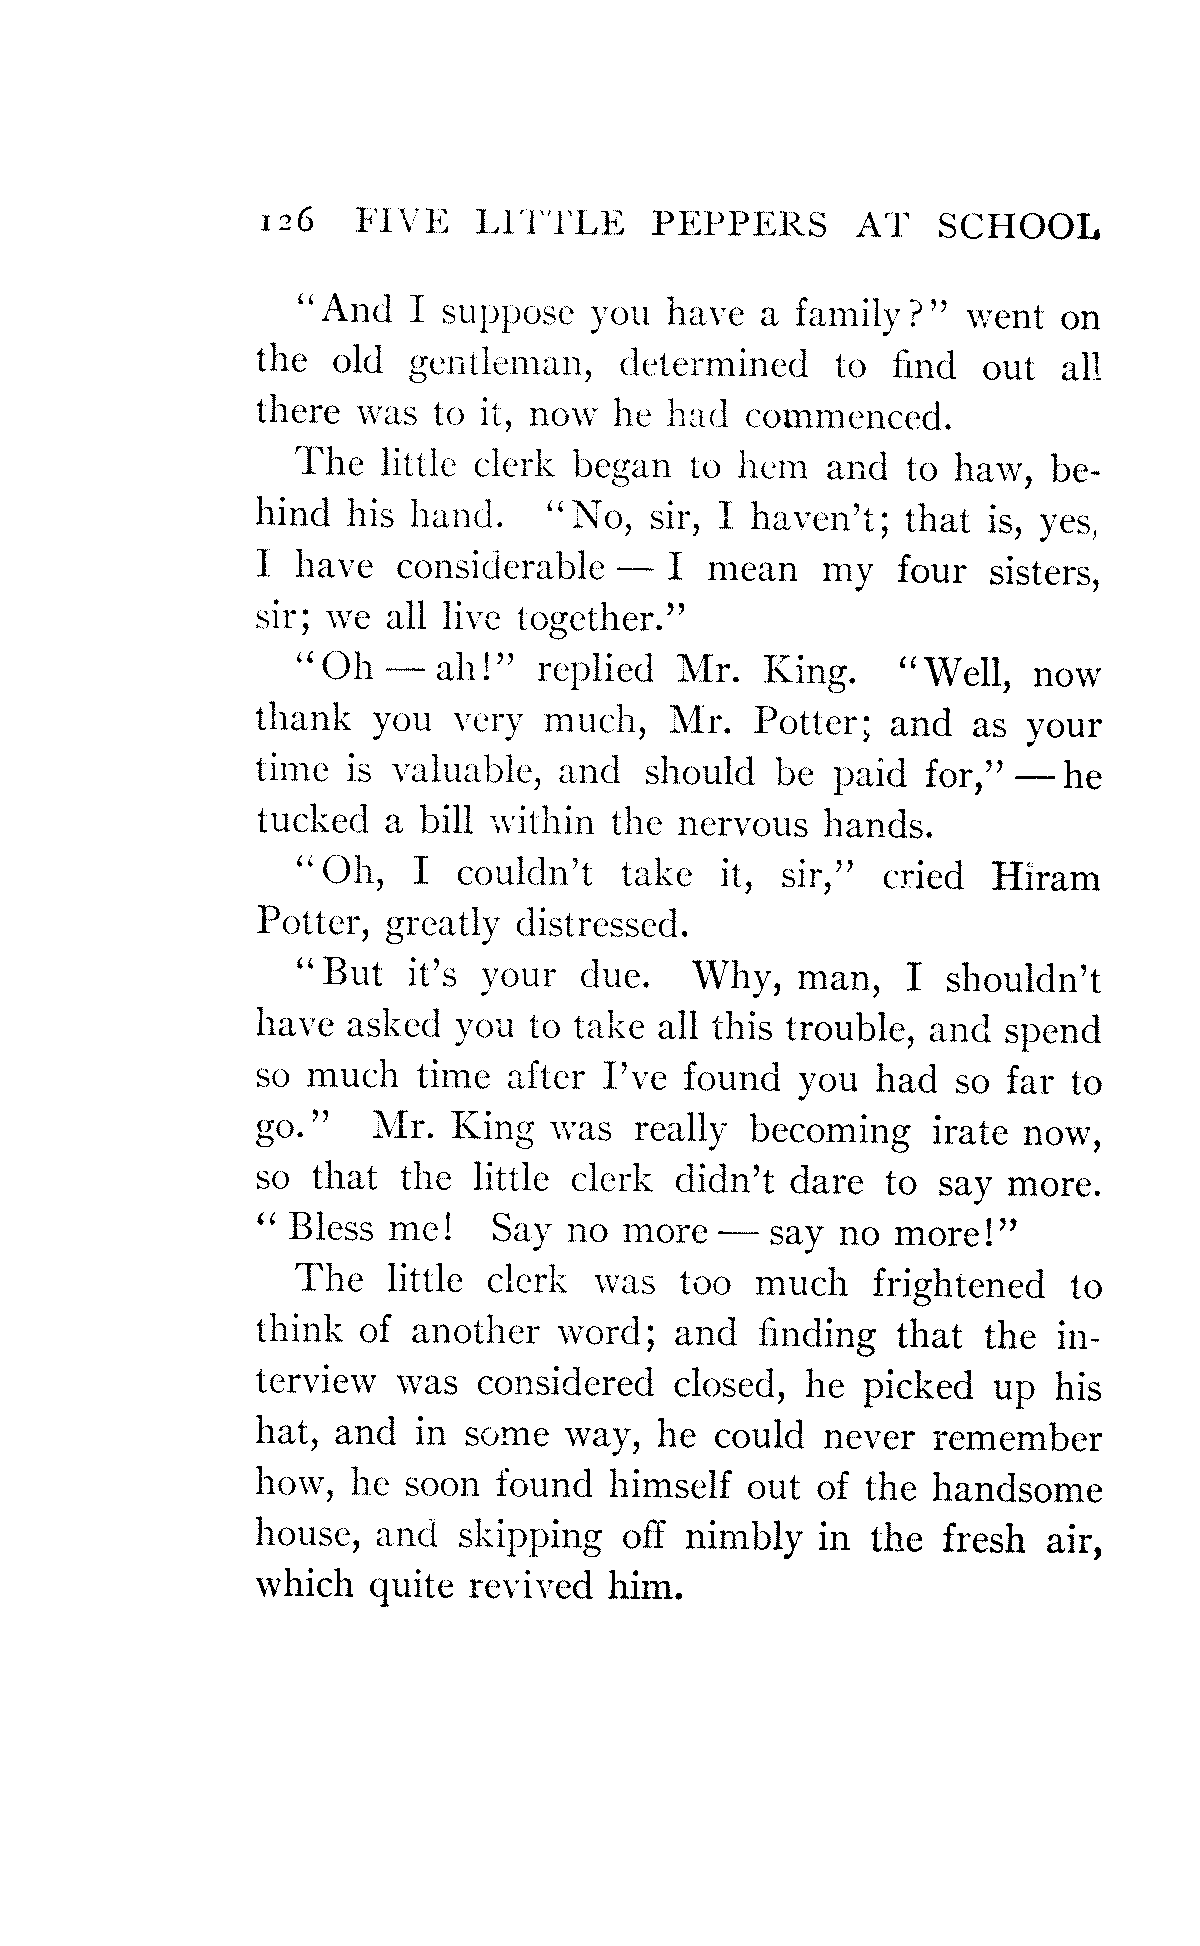 126 FIVE LITTLE PEPPERS AT SCHOOL
"And I suppose you have a family?" went on
the old gentleman, determined to find out all
there was to it, now he had commenced.
The little clerk began to hem and to haw, be-
hind his hand. "No, sir, I haven't; that is, yes,
I have considerable — I mean my four sisters,
sir; we all live together."
"Oh — ah!" replied Mr. King. "Well, now
thank you very much, Mr. Potter; and as your
time is valuable, and should be paid for," — he
tucked a bill within the nervous hands.
"Oh, I couldn't take it, sir," cried Hiram
Potter, greatly distressed.
"But it's your due. Why, man, I shouldn't
have asked you to take all this trouble, and spend
so much time after I've found you had so far to
go." Mr. King was really becoming irate now,
so that the little clerk didn't dare to say more.
"Bless me! Say no more — say no more!"
The little clerk was too much frightened to
think of another word; and finding that the in-
terview was considered closed, he picked up his
hat, and in some way, he could never remember
how, he soon found himself out of the handsome
house, and skipping off nimbly in the fresh air,
which quite revived him.